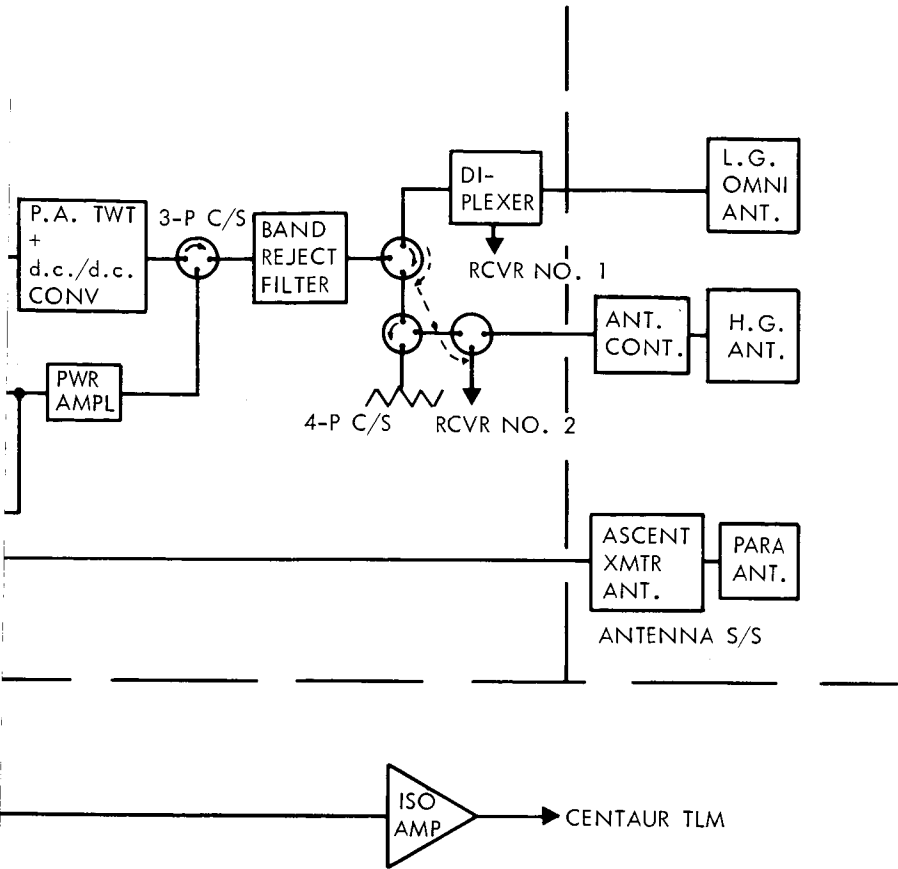 L.G.
OMNI
ANT.
DI-
PLEXER
P.A. TWT
+
d.c./d.c.
CONV
3-P C/S
BAND
REJECT
FILTER
RCVR NO. 1
ANT.
CONT.
H.G.
ANT.
PWR
AMPL
4-P C/S
RCVR NO. 2
ASCENT
XMTR
ANT.
PARA
ANT.
ANTENNA S/S
ISO
AMP
CENTAUR TLM